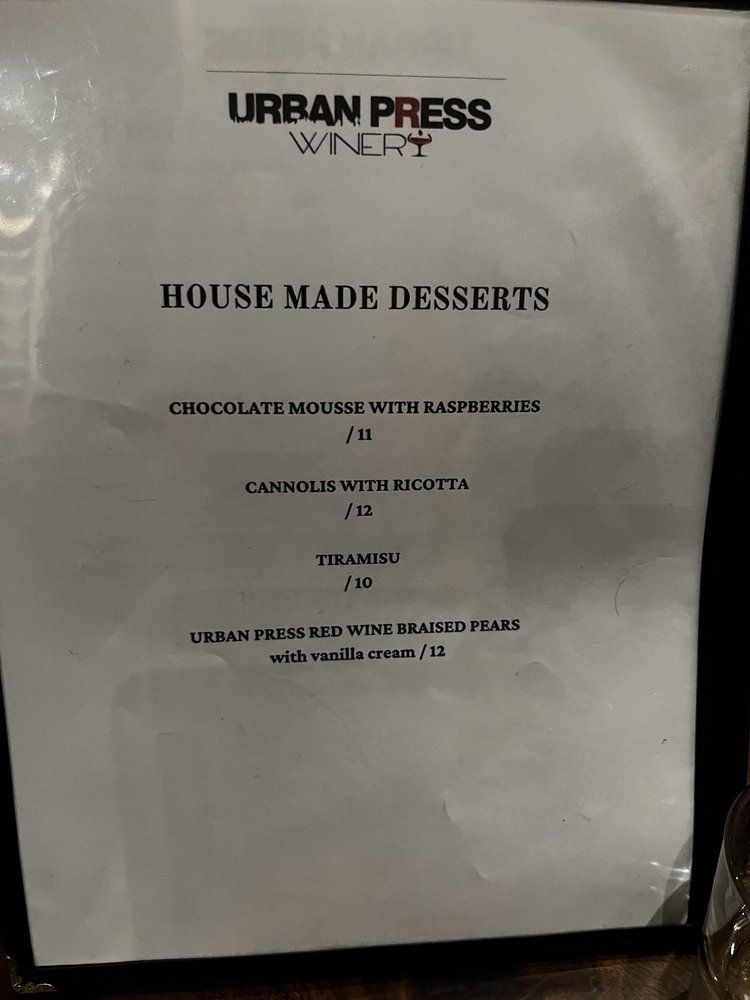 URBAN PRESS
WINERY
HOUSE MADE DESSERTS
CHOCOLATE MOUSSE WITH RASPBERRIES
/ 11
CANNOLIS WITH RICOTTA
/ 12
TIRAMISU
/ 10
URBAN PRESS RED WINE BRAISED PEARS
with vanilla cream / 12